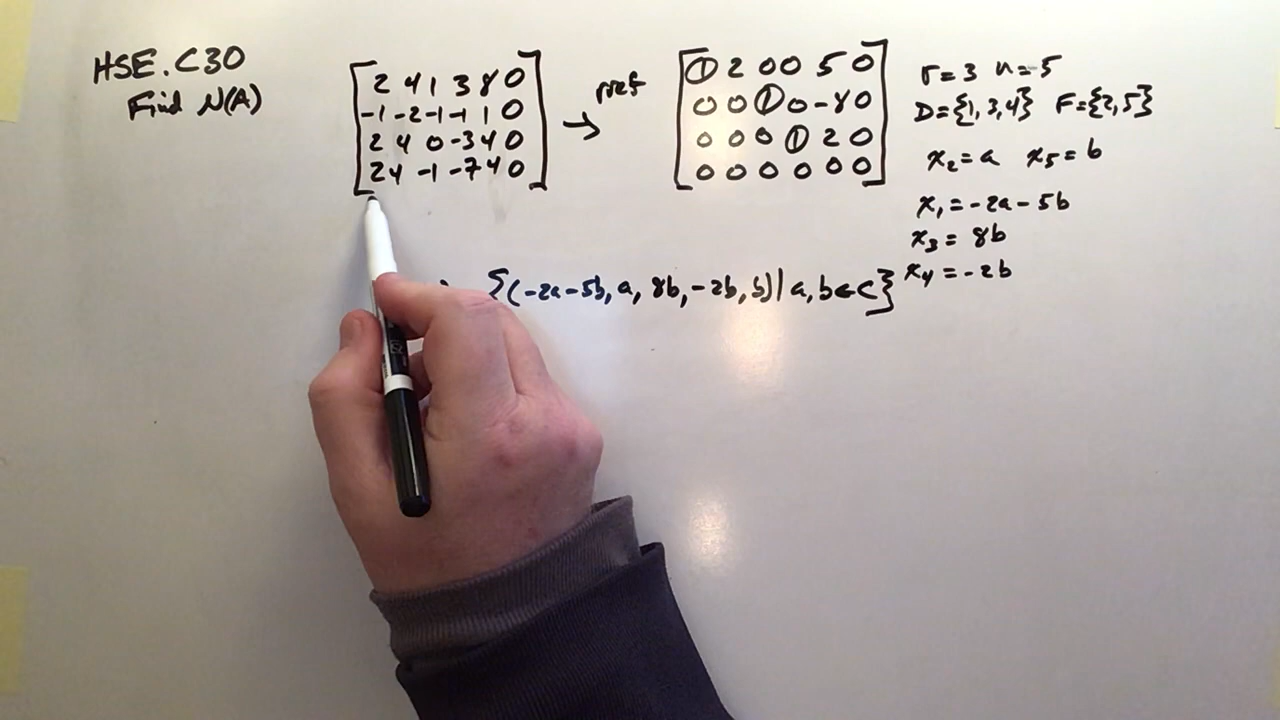 HSE.C30
Find N(A)
2 4 1 3 8 0
-1 -2 -1 -1 1 0
2 4 0 -3 4 0
2 4 -1 -7 4 0
→ rref
① 2 0 0 5 0
0 0 ① 0 -8 0
0 0 0 ① 2 0
0 0 0 0 0 0
r=3 n=5
D={1,3,4} F={2,5}
x₂=a x₅=b
x₁=-2a-5b
x₃=8b
x₄=-2b
{(-2a-5b, a, 8b, -2b, b)|a,b∈C}